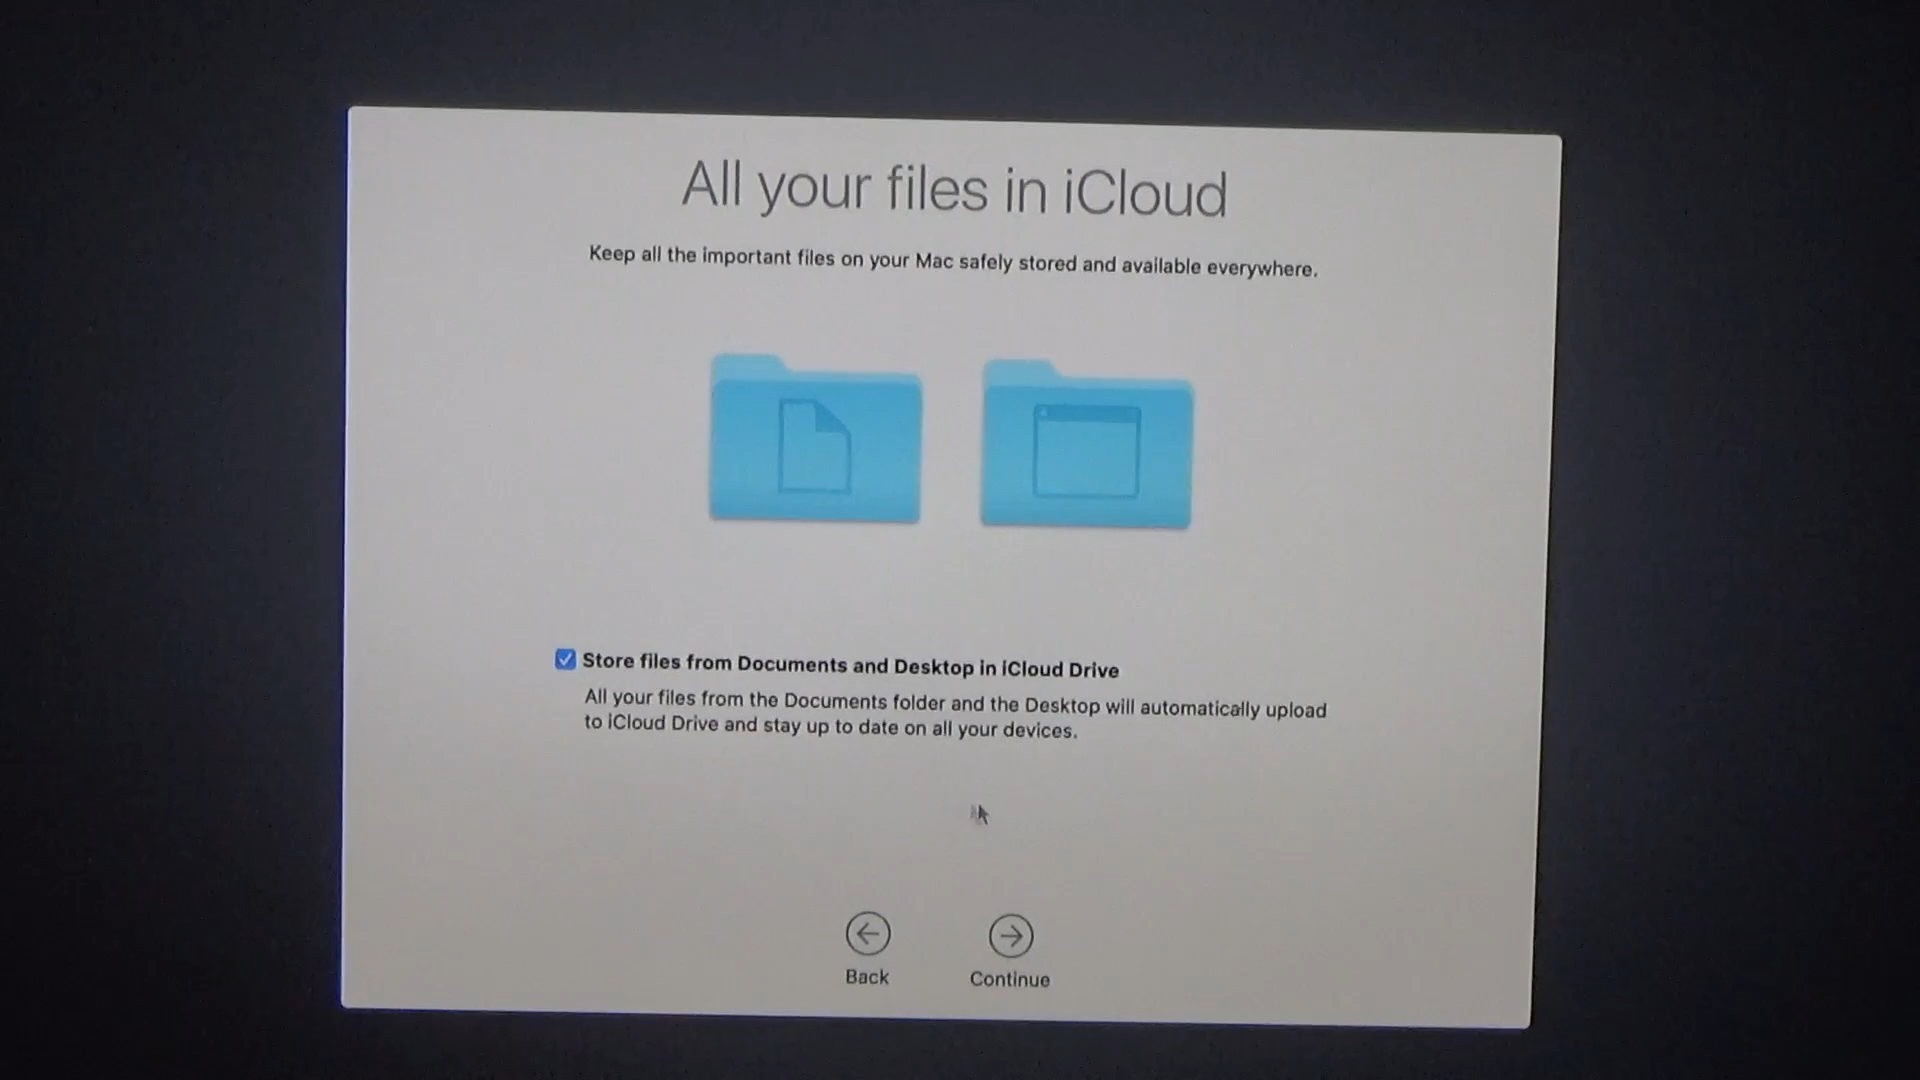 All your files in iCloud
Keep all the important files on your Mac safely stored and available everywhere.
Store files from Documents and Desktop in iCloud Drive
All your files from the Documents folder and the Desktop will automatically upload
to iCloud Drive and stay up to date on all your devices.
Back
Continue